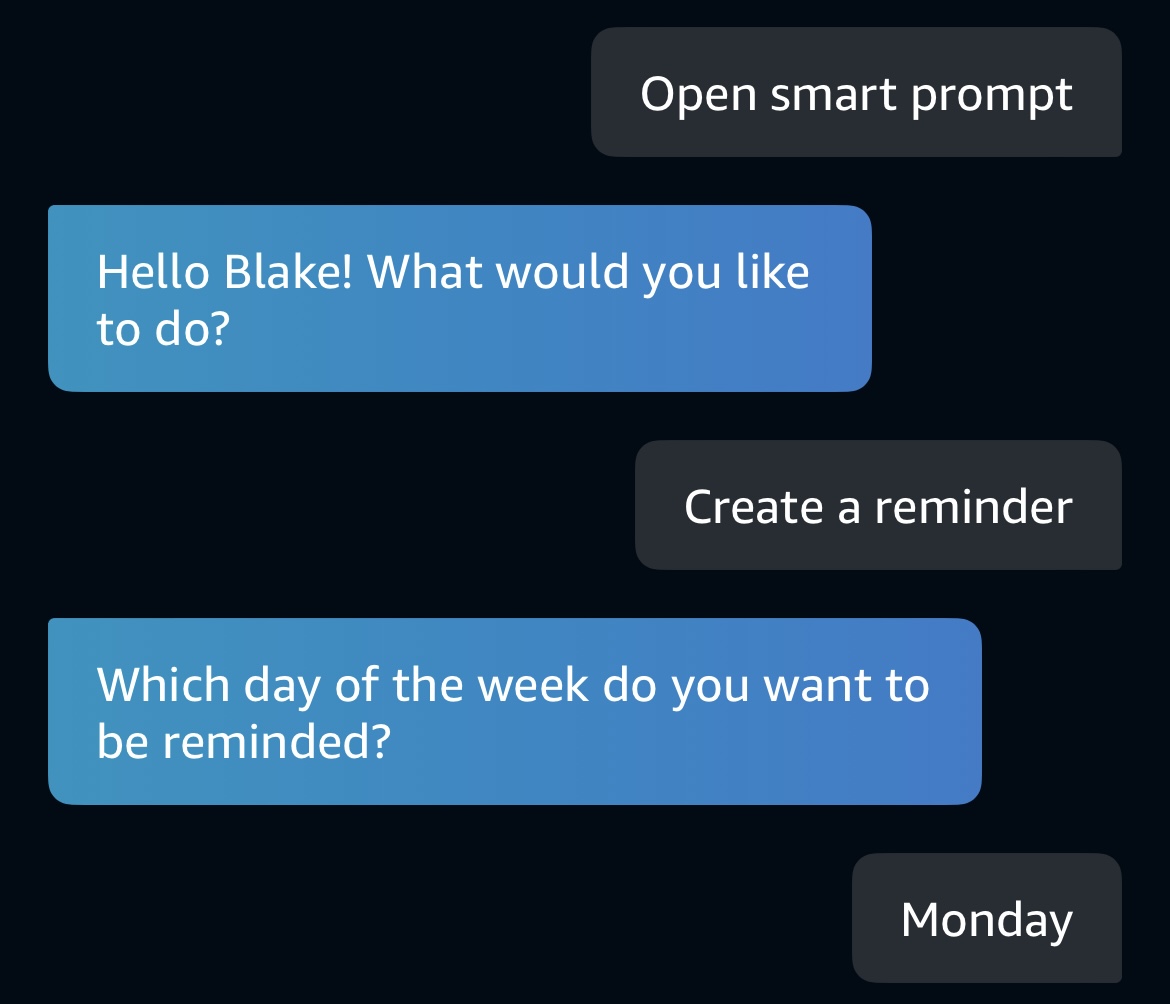 Open smart prompt
Hello Blake! What would you like
to do?
Create a reminder
Which day of the week do you want to
be reminded?
Monday